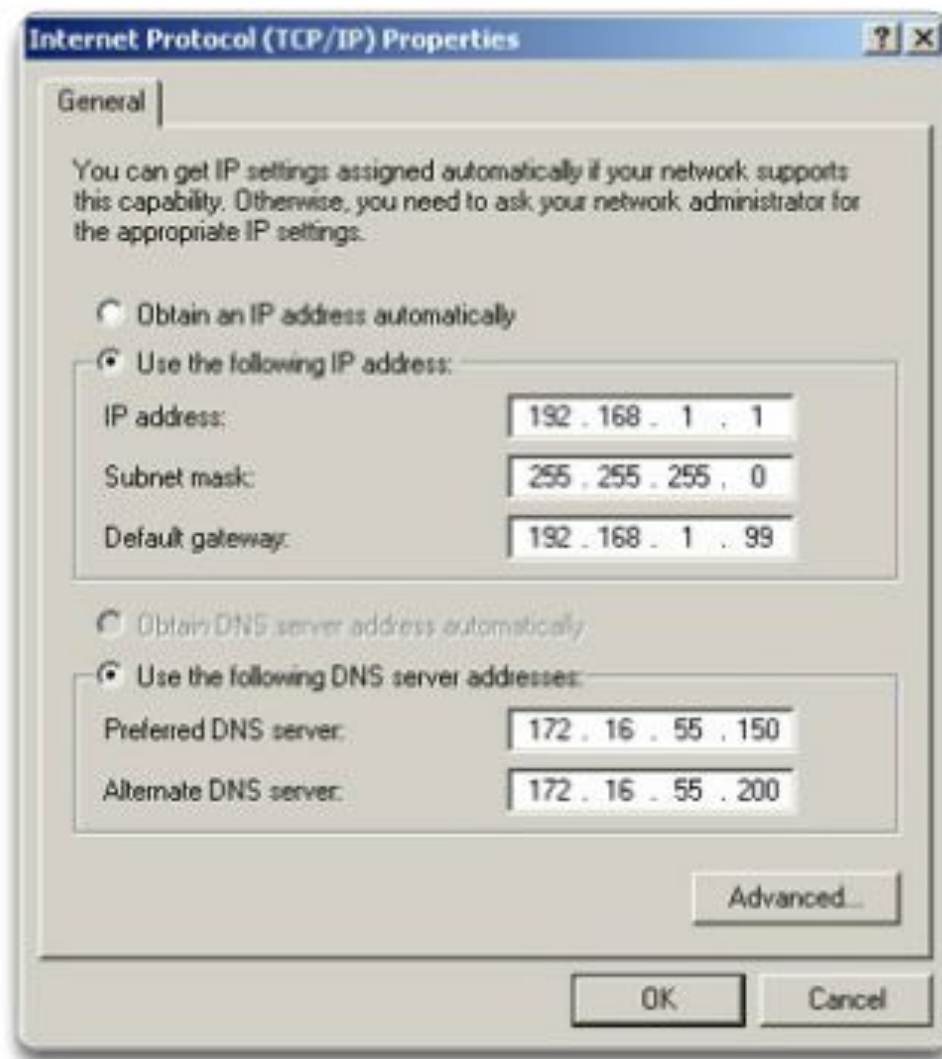 Internet Protocol (TCP/IP) Properties
General
You can get IP settings assigned automatically if your network supports
this capability. Otherwise, you need to ask your network administrator for
the appropriate IP settings.
Obtain an IP address automatically
Use the following IP address:
IP address: 192 . 168 . 1 . 1
Subnet mask: 255 . 255 . 255 . 0
Default gateway: 192 . 168 . 1 . 99
Obtain DNS server address automatically
Use the following DNS server addresses:
Preferred DNS server: 172 . 16 . 55 . 150
Alternate DNS server: 172 . 16 . 55 . 200
Advanced...
OK Cancel